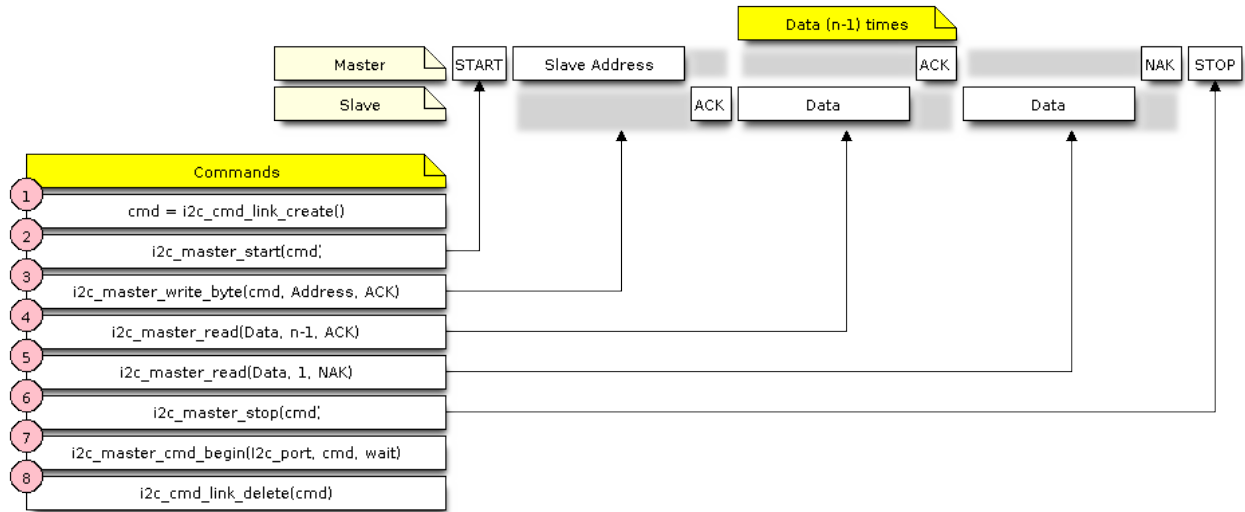 Data (n-1) times
Master START Slave Address ACK NAK STOP
Slave ACK Data Data
Commands
1
cmd = i2c_cmd_link_create()
2
i2c_master_start(cmd;
3
i2c_master_write_byte(cmd, Address, ACK)
4
i2c_master_read(Data, n-1, ACK)
5
i2c_master_read(Data, 1, NAK)
6
i2c_master_stop(cmd;
7
i2c_master_cmd_begin(I2c_port, cmd, wait)
8
i2c_cmd_link_delete(cmd)